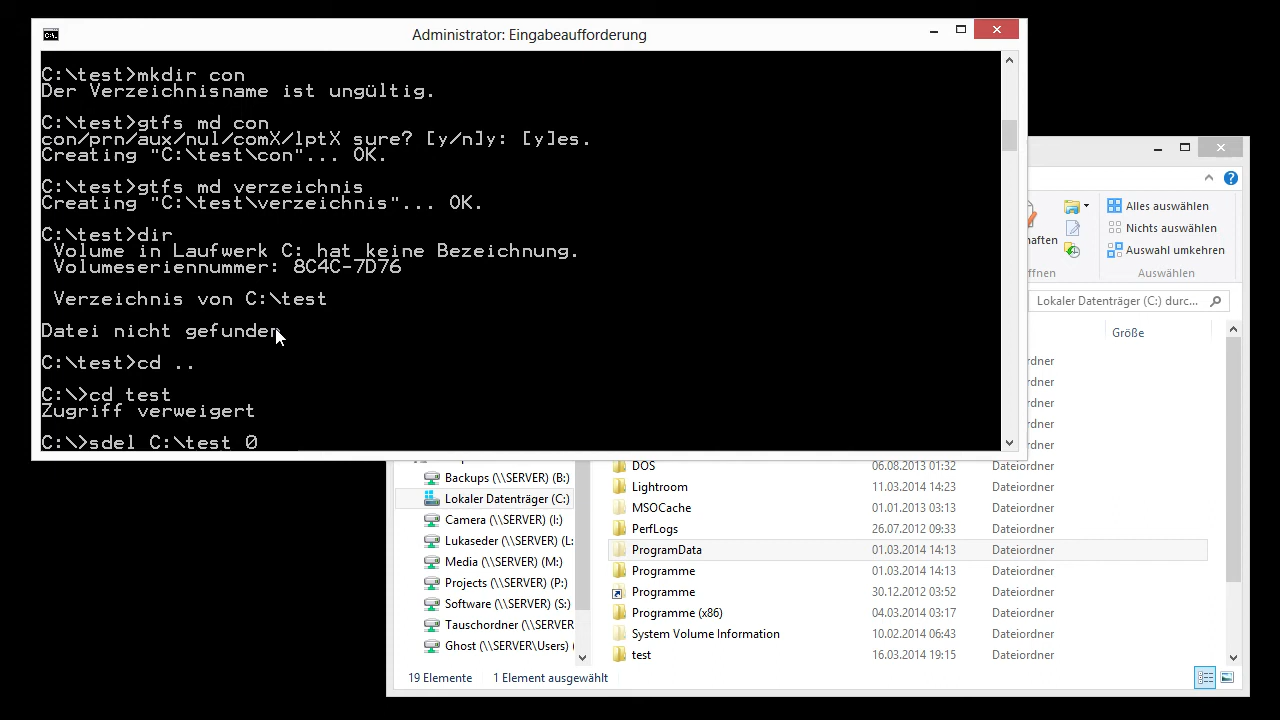 Administrator: Eingabeaufforderung
C:\test>mkdir con
Der Verzeichnisname ist ungültig.
C:\test>gtfs md con
con/prn/aux/nul/comX/lptX sure? [y/n]y: [y]es.
Creating "C:\test\con"... OK.
C:\test>gtfs md verzeichnis
Creating "C:\test\verzeichnis"... OK.
C:\test>dir
Volume in Laufwerk C: hat keine Bezeichnung.
Volumeseriennummer: 8C4C-7D76
Verzeichnis von C:\test
Datei nicht gefunden
C:\test>cd ..
C:\>cd test
Zugriff verweigert
C:\>sdel C:\test 0
Alles auswählen
Nichts auswählen
Auswahl umkehren
Auswählen
Lokaler Datenträger (C:) durc...
Größe
Backups (\\SERVER) (B:)
Lokaler Datenträger (C:)
Camera (\\SERVER) (I:)
Lukaseder (\\SERVER) (L:
Media (\\SERVER) (M:)
Projects (\\SERVER) (P:)
Software (\\SERVER) (S:)
Tauschordner (\\SERVER
Ghost (\\SERVER\Users) (
DOS 06.08.2013 01:32 Dateiordner
Lightroom 11.03.2014 14:23 Dateiordner
MSOCache 01.01.2013 03:13 Dateiordner
PerfLogs 26.07.2012 09:33 Dateiordner
ProgramData 01.03.2014 14:13 Dateiordner
Programme 01.03.2014 14:13 Dateiordner
Programme 30.12.2012 03:52 Dateiordner
Programme (x86) 04.03.2014 03:17 Dateiordner
System Volume Information 10.02.2014 06:43 Dateiordner
test 16.03.2014 19:15 Dateiordner
19 Elemente 1 Element ausgewählt